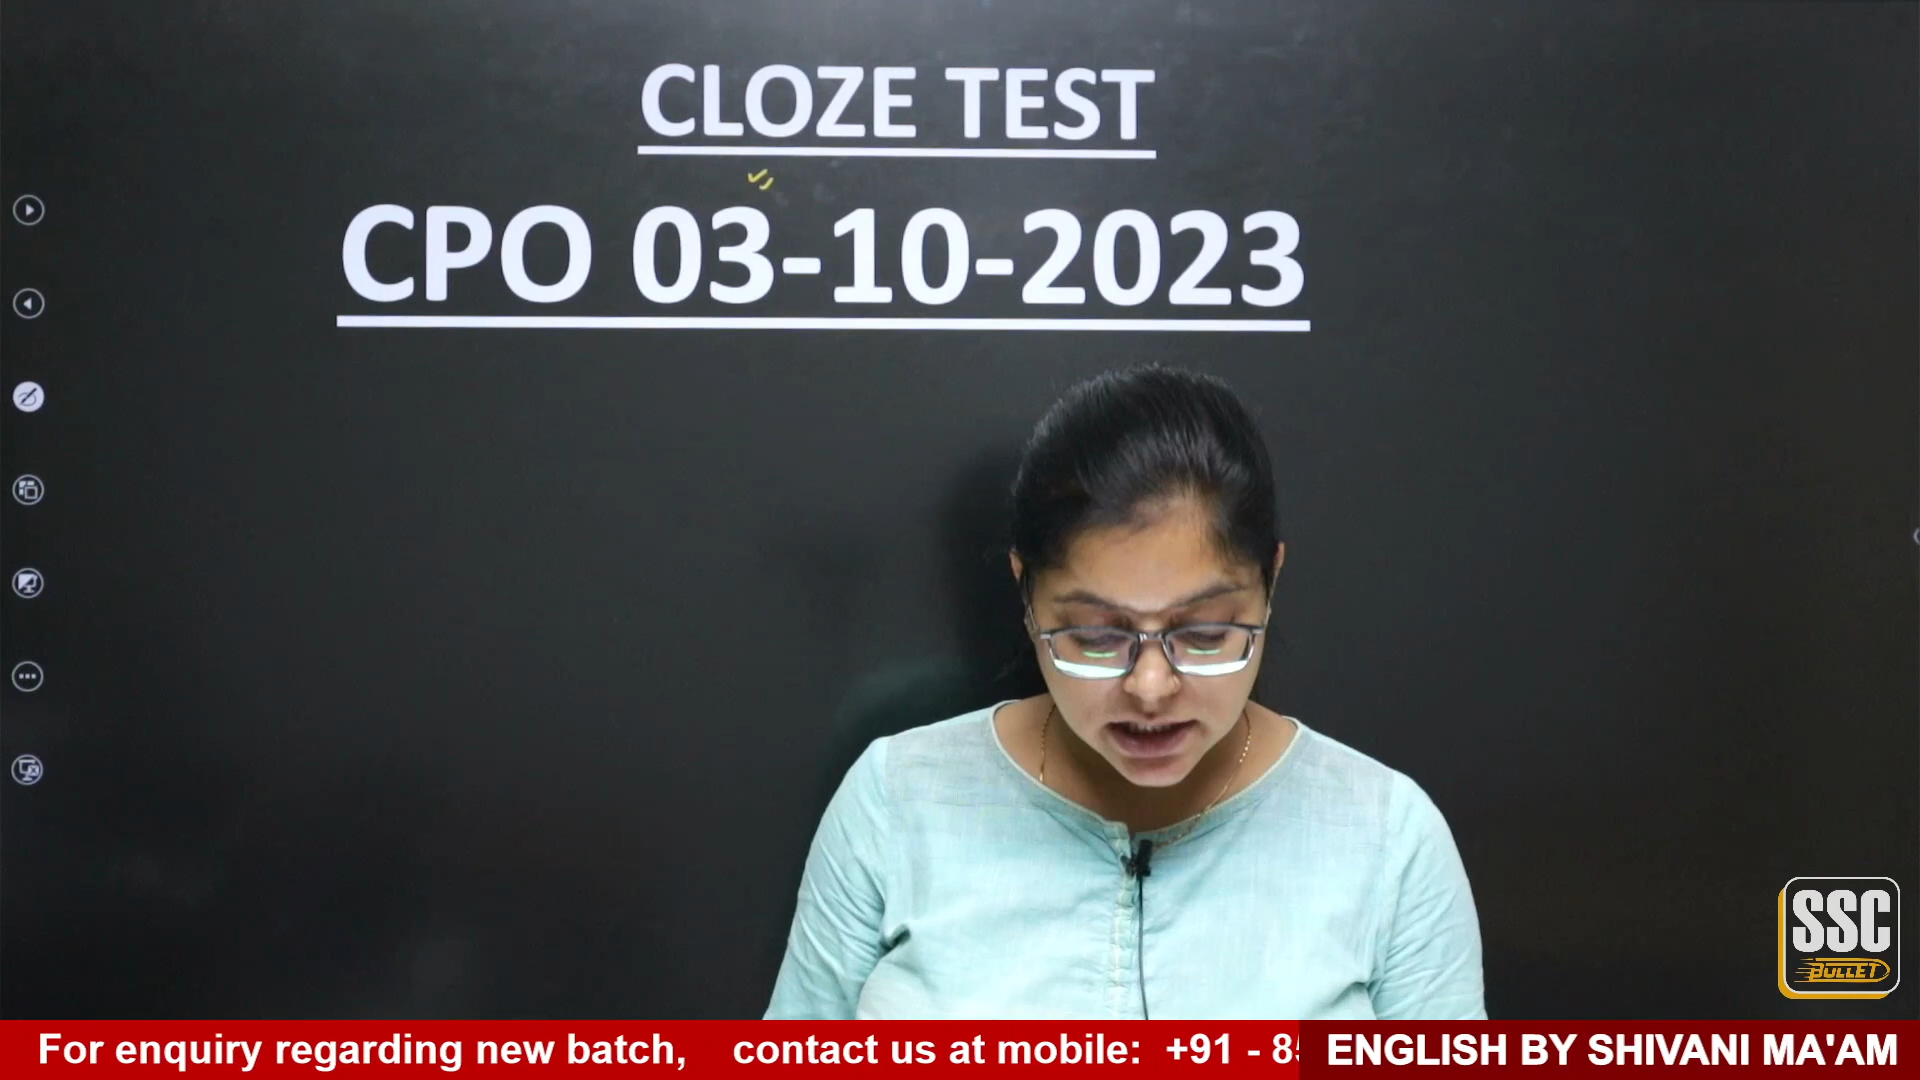 CLOZE TEST
CPO 03-10-2023
SSC
BULLET
For enquiry regarding new batch, contact us at mobile: +91 - 8
ENGLISH BY SHIVANI MA'AM